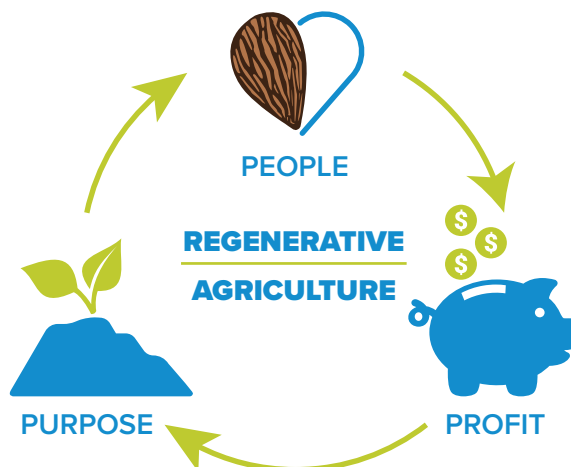 PEOPLE
REGENERATIVE
AGRICULTURE
$
$
$
PURPOSE
PROFIT